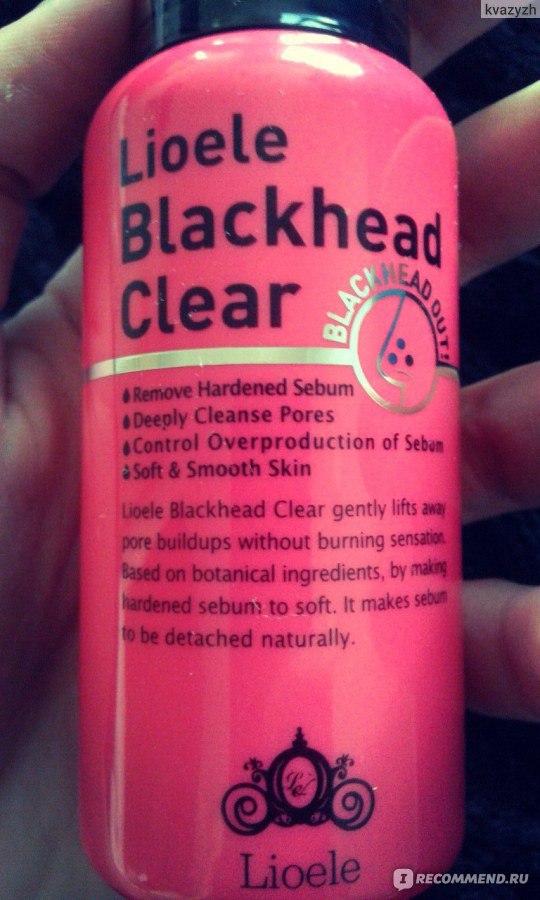 kvazyzh
Lioele
Blackhead
Clear
BLACKHEAD OUT!
Remove Hardened Sebum
Deeply Cleanse Pores
Control Overproduction of Sebum
Soft & Smooth Skin
Lioele Blackhead Clear gently lifts away
pore buildups without burning sensation.
Based on botanical ingredients, by making
hardened sebum to soft. It makes sebum
to be detached naturally.
Lioele
IRECOMMEND.RU